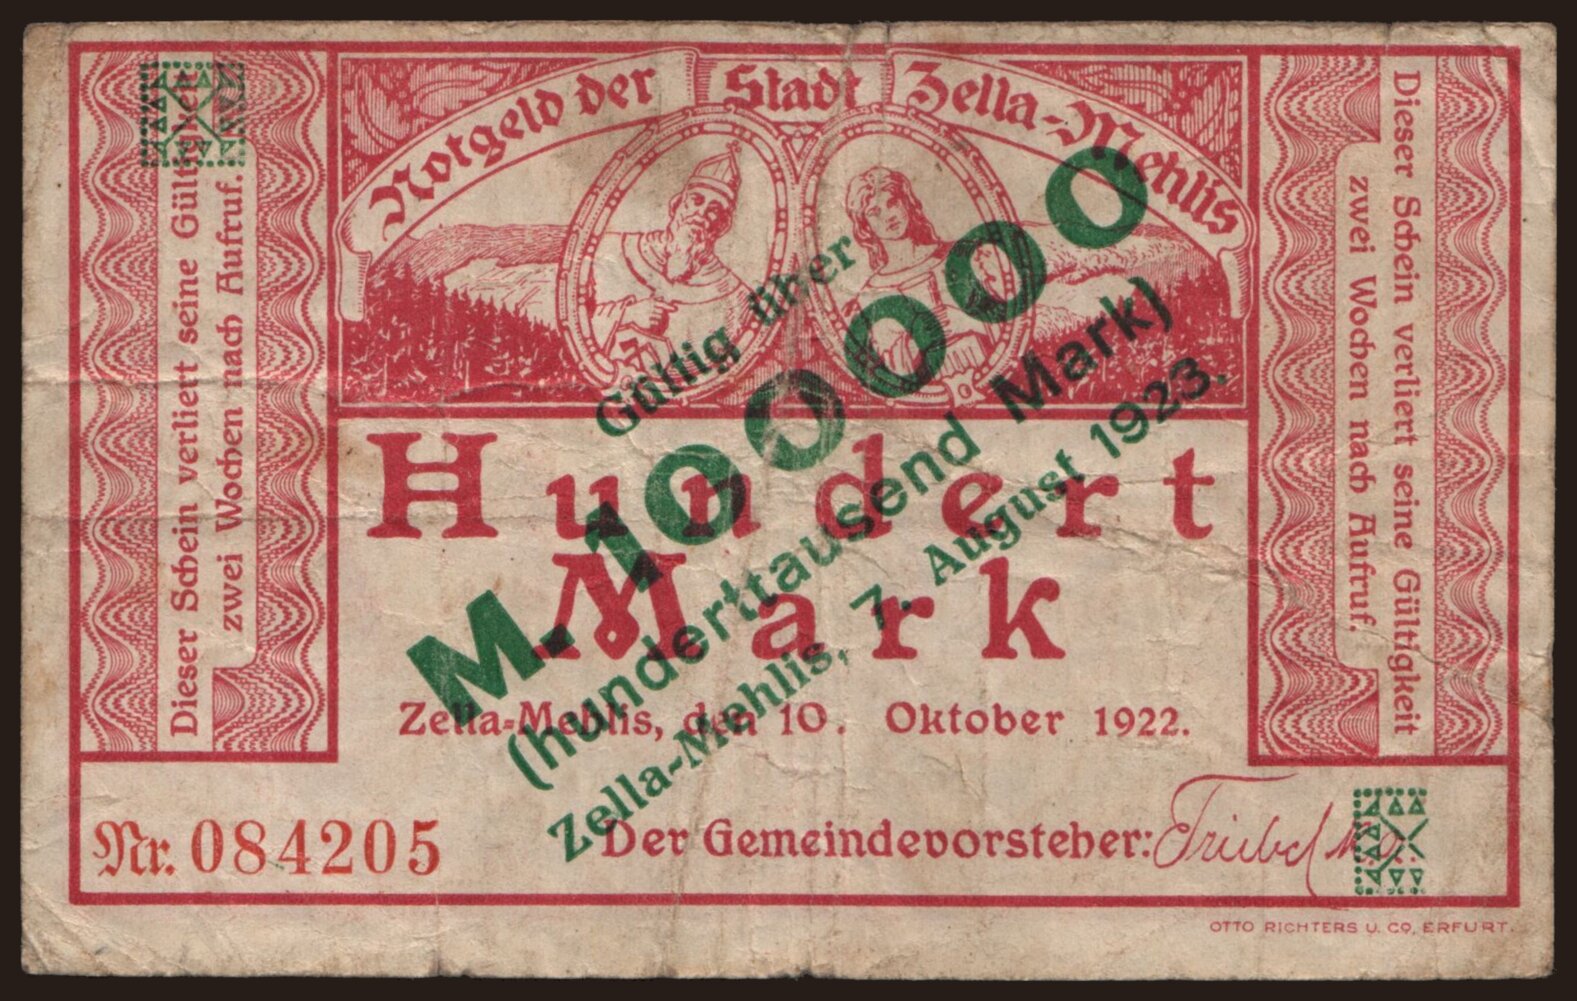 Notgeld der Stadt Zella-Mehlis
Dieser Schein verliert seine Gültigkeit
zwei Wochen nach Aufruf.
Dieser Schein verliert seine Gültigkeit
zwei Wochen nach Aufruf.
Hundert
Mark
Zella-Mehlis, den 10. Oktober 1922.
Gültig über
M. 100000
(hunderttausend Mark)
Zella-Mehlis, 7. August 1923.
Nr. 084205
Der Gemeindevorsteher:
OTTO RICHTERS U. CO, ERFURT.